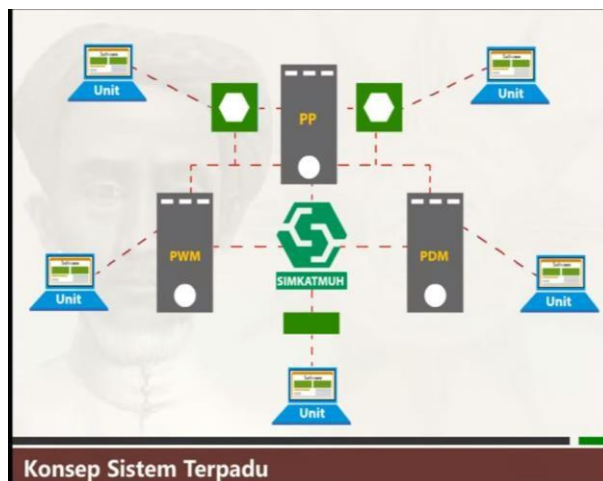 Unit
Unit
PP
PWM
PDM
SIMKATMUH
Unit
Unit
Unit
Konsep Sistem Terpadu